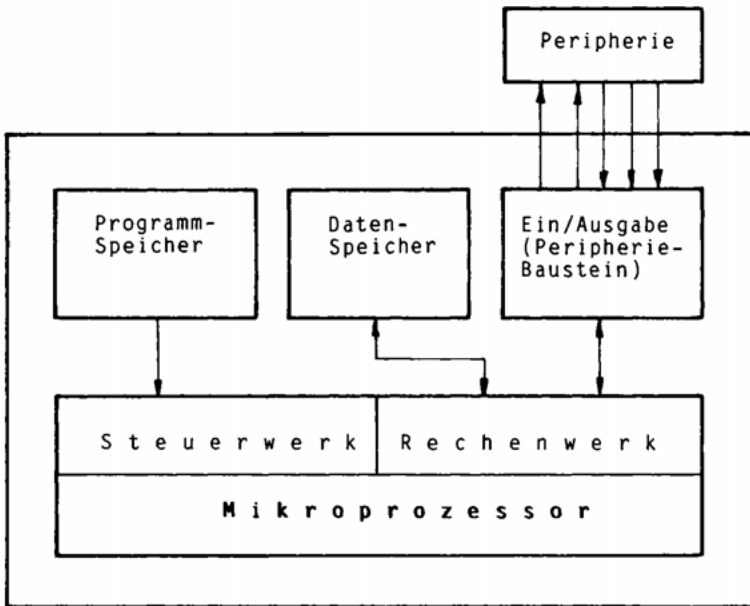 Peripherie
Programm-
Speicher
Daten-
Speicher
Ein/Ausgabe
(Peripherie-
Baustein)
Steuerwerk
Rechenwerk
Mikroprozessor